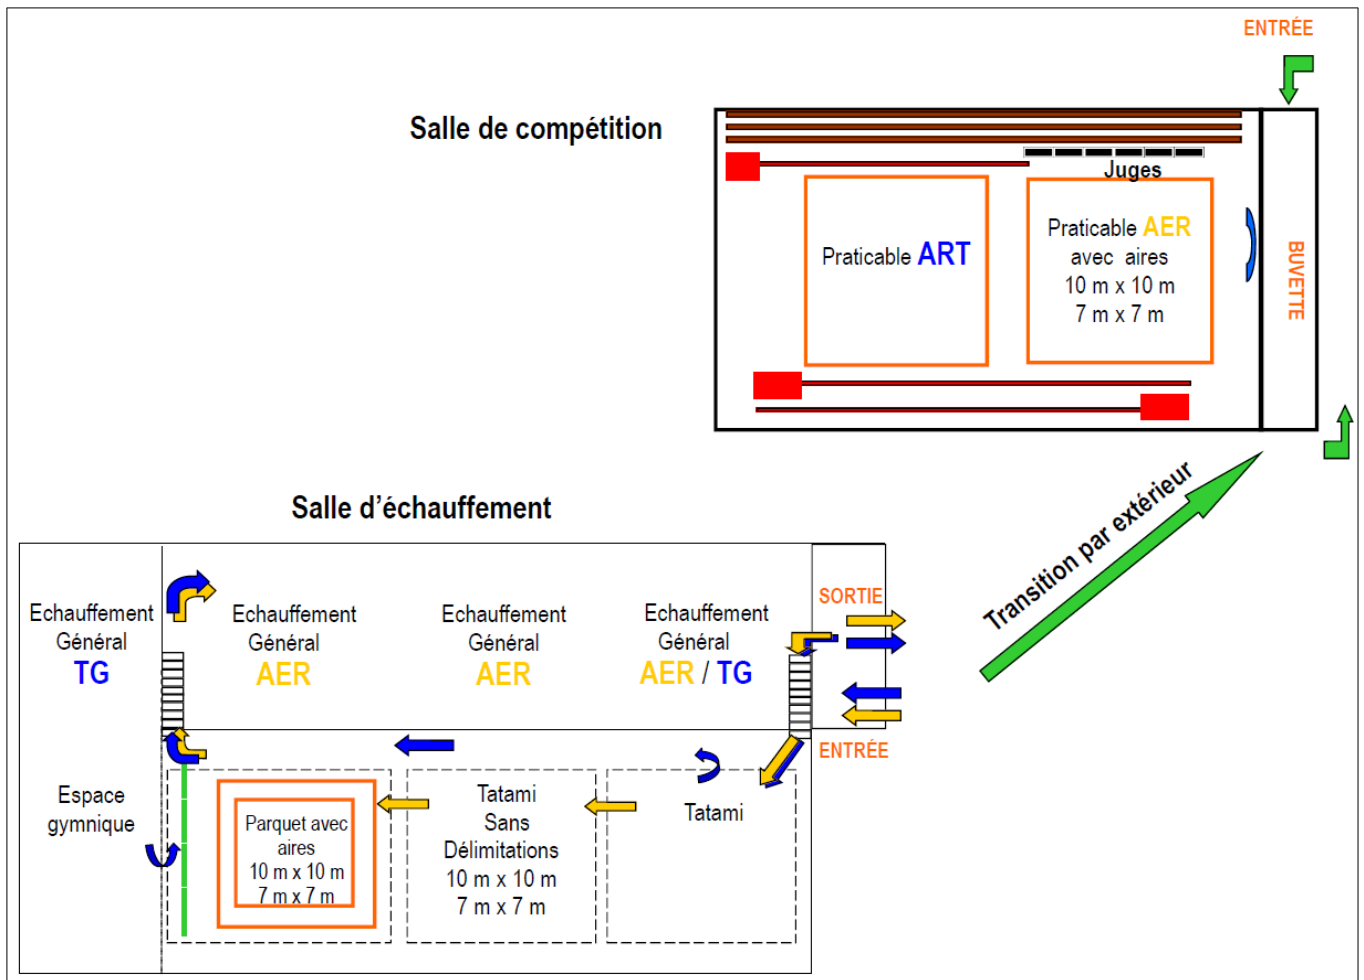 ENTRÉE
Salle de compétition
Juges
Praticable ART
Praticable AER
avec aires
10 m x 10 m
7 m x 7 m
BUVETTE
Transition par extérieur
Salle d'échauffement
Echauffement
Général
TG
Echauffement
Général
AER
Echauffement
Général
AER
Echauffement
Général
AER / TG
SORTIE
ENTRÉE
Espace
gymnique
Parquet avec
aires
10 m x 10 m
7 m x 7 m
Tatami
Sans
Délimitations
10 m x 10 m
7 m x 7 m
Tatami